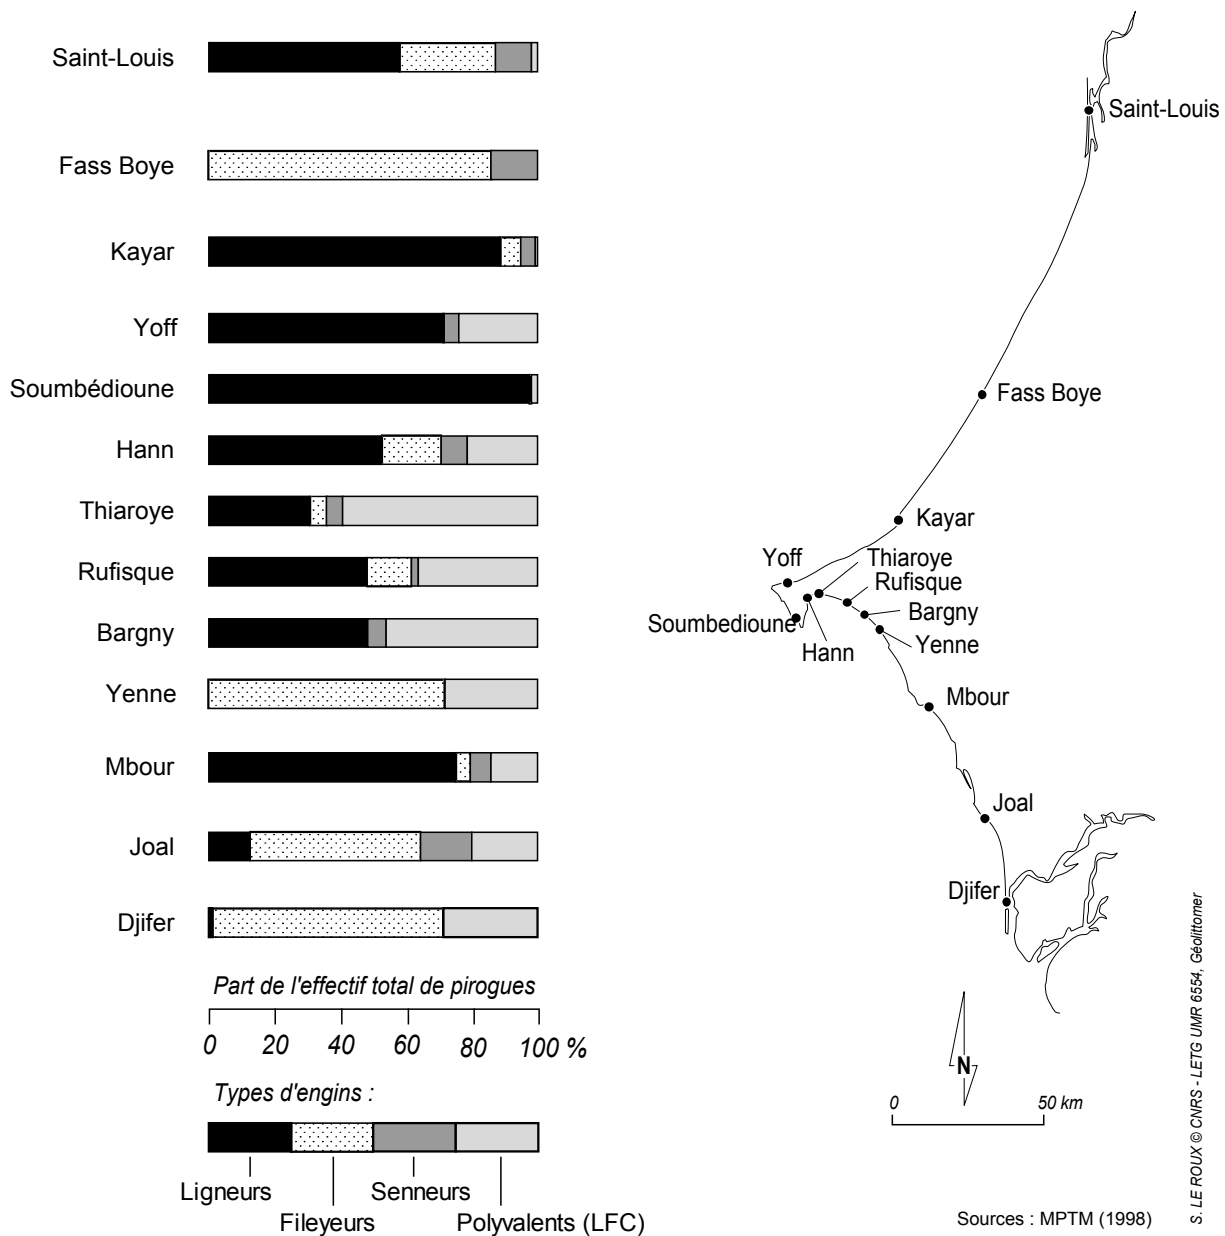 Saint-Louis
Fass Boye
Kayar
Yoff
Soumbédioune
Hann
Thiaroye
Rufisque
Bargny
Yenne
Mbour
Joal
Djifer
Part de l'effectif total de pirogues
0 20 40 60 80 100 %
Types d'engins :
Ligneurs
Senneurs
Fileyeurs
Polyvalents (LFC)
Saint-Louis
Fass Boye
Kayar
Yoff
Thiaroye
Rufisque
Bargny
Soumbedioune
Hann
Yenne
Mbour
Joal
Djifer
N
0 50 km
Sources : MPTM (1998)
S. LE ROUX © CNRS - LETG UMR 6554, Géolittomer